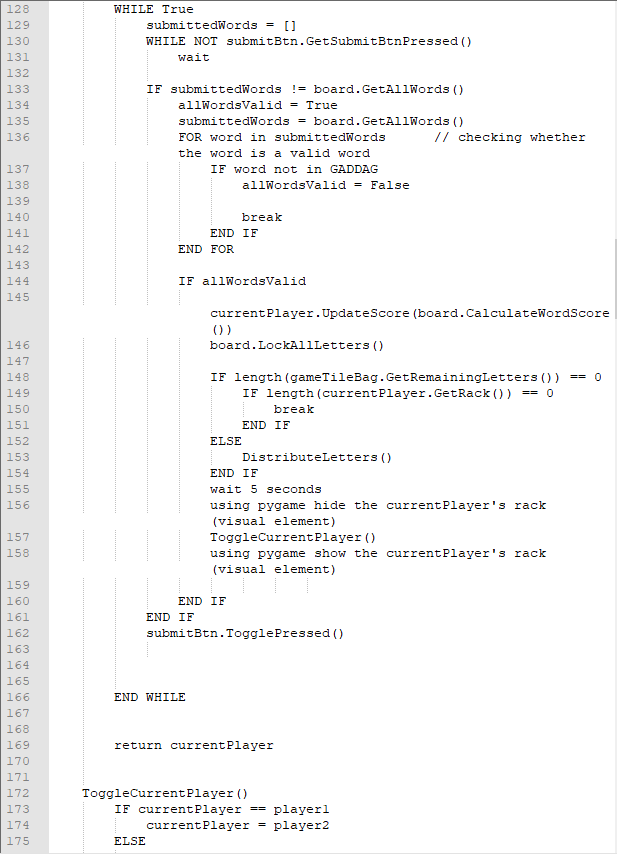 128 WHILE True
129 submittedWords = []
130 WHILE NOT submitBtn.GetSubmitBtnPressed()
131 wait
132
133 IF submittedWords != board.GetAllWords()
134 allWordsValid = True
135 submittedWords = board.GetAllWords()
136 FOR word in submittedWords // checking whether
the word is a valid word
137 IF word not in GADDAG
138 allWordsValid = False
139
140 break
141 END IF
142 END FOR
143
144 IF allWordsValid
145
currentPlayer.UpdateScore(board.CalculateWordScore
())
146 board.LockAllLetters()
147
148 IF length(gameTileBag.GetRemainingLetters()) == 0
149 IF length(currentPlayer.GetRack()) == 0
150 break
151 END IF
152 ELSE
153 DistributeLetters()
154 END IF
155 wait 5 seconds
156 using pygame hide the currentPlayer's rack
(visual element)
157 ToggleCurrentPlayer()
158 using pygame show the currentPlayer's rack
(visual element)
159
160 END IF
161 END IF
162 submitBtn.TogglePressed()
163
164
165
166 END WHILE
167
168
169 return currentPlayer
170
171
172 ToggleCurrentPlayer()
173 IF currentPlayer == player1
174 currentPlayer = player2
175 ELSE